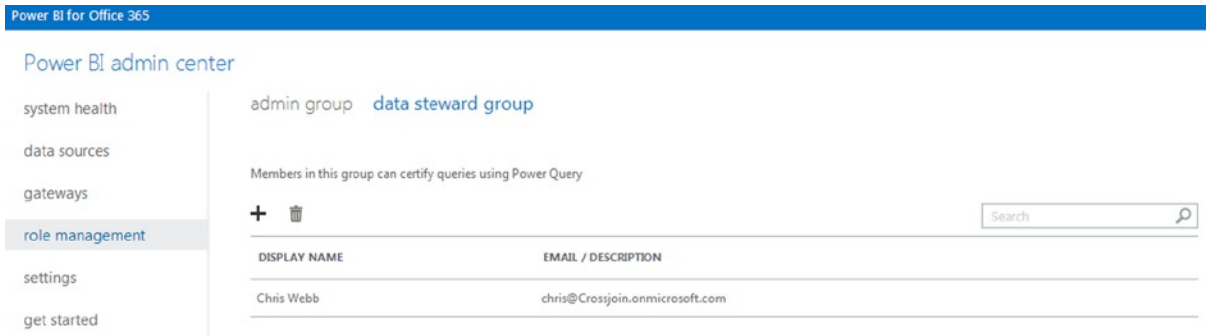 Power BI for Office 365
Power BI admin center
system health
data sources
gateways
role management
settings
get started
admin group data steward group
Members in this group can certify queries using Power Query
Search
DISPLAY NAME EMAIL / DESCRIPTION
Chris Webb chris@Crossjoin.onmicrosoft.com